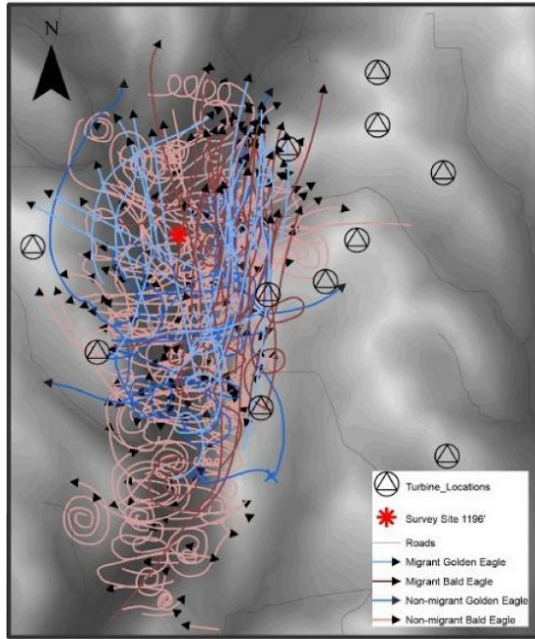 N
Turbine_Locations
Survey Site 1196'
Roads
Migrant Golden Eagle
Migrant Bald Eagle
Non-migrant Golden Eagle
Non-migrant Bald Eagle